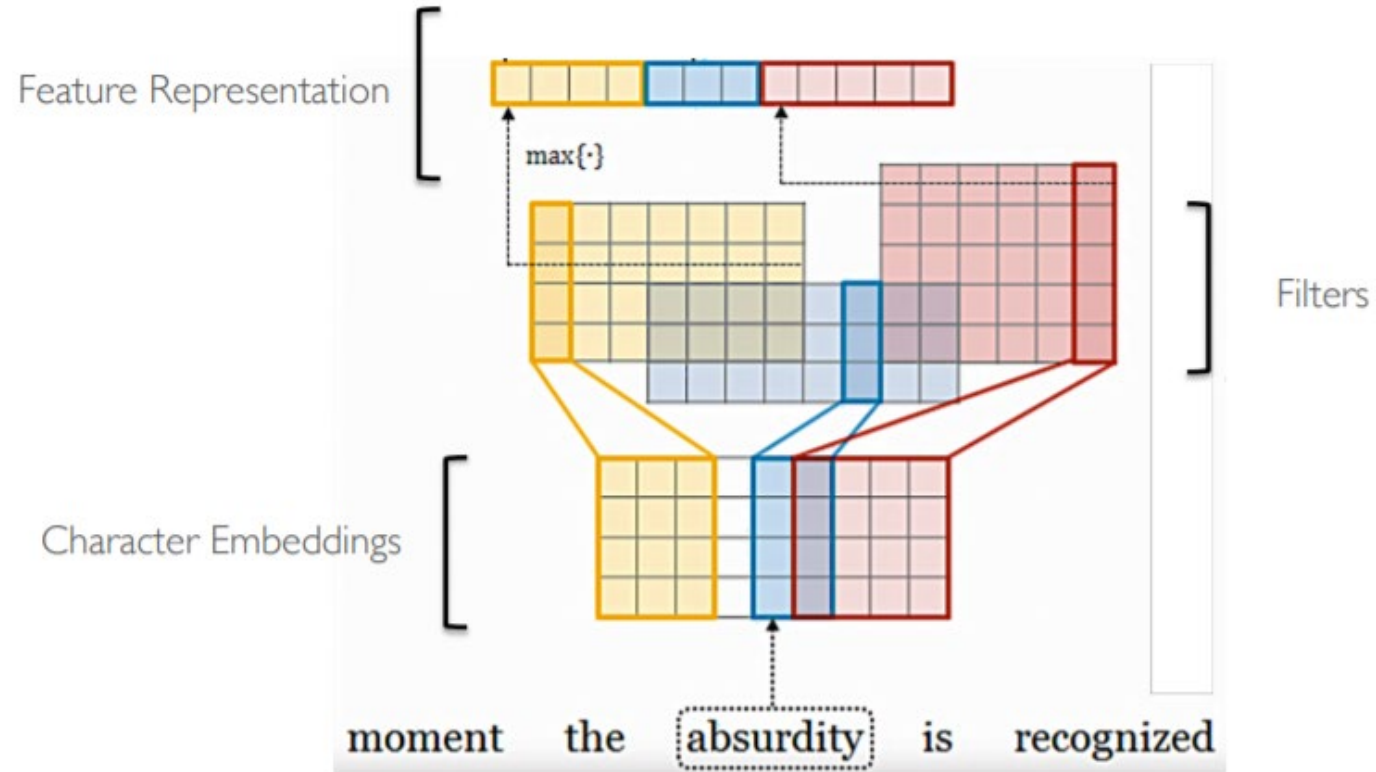 Feature Representation
max{·}
Filters
Character Embeddings
moment the absurdity is recognized